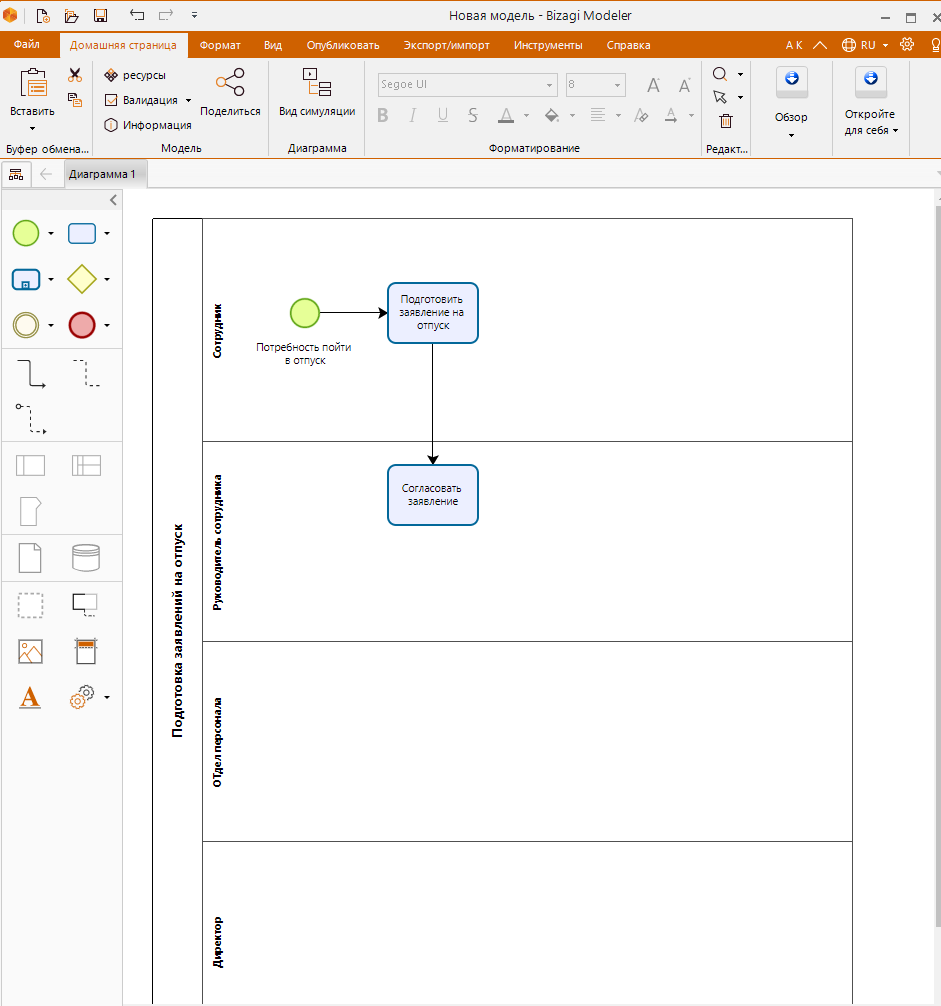 Новая модель - Bizagi Modeler
Файл
Домашняя страница
Формат
Вид
Опубликовать
Экспорт/импорт
Инструменты
Справка
A K
RU
Вставить
Буфер обмена...
ресурсы
Валидация
Информация
Поделиться
Модель
Вид симуляции
Диаграмма
Segoe UI
8
A
A
B
I
U
S
A
A
Форматирование
Редакт...
Обзор
Откройте
для себя
Диаграмма 1
A
Подготовка заявлений на отпуск
Сотрудник
Потребность пойти
в отпуск
Подготовить
заявление на
отпуск
Руководитель сотрудника
Согласовать
заявление
ОТдел персонала
Директор